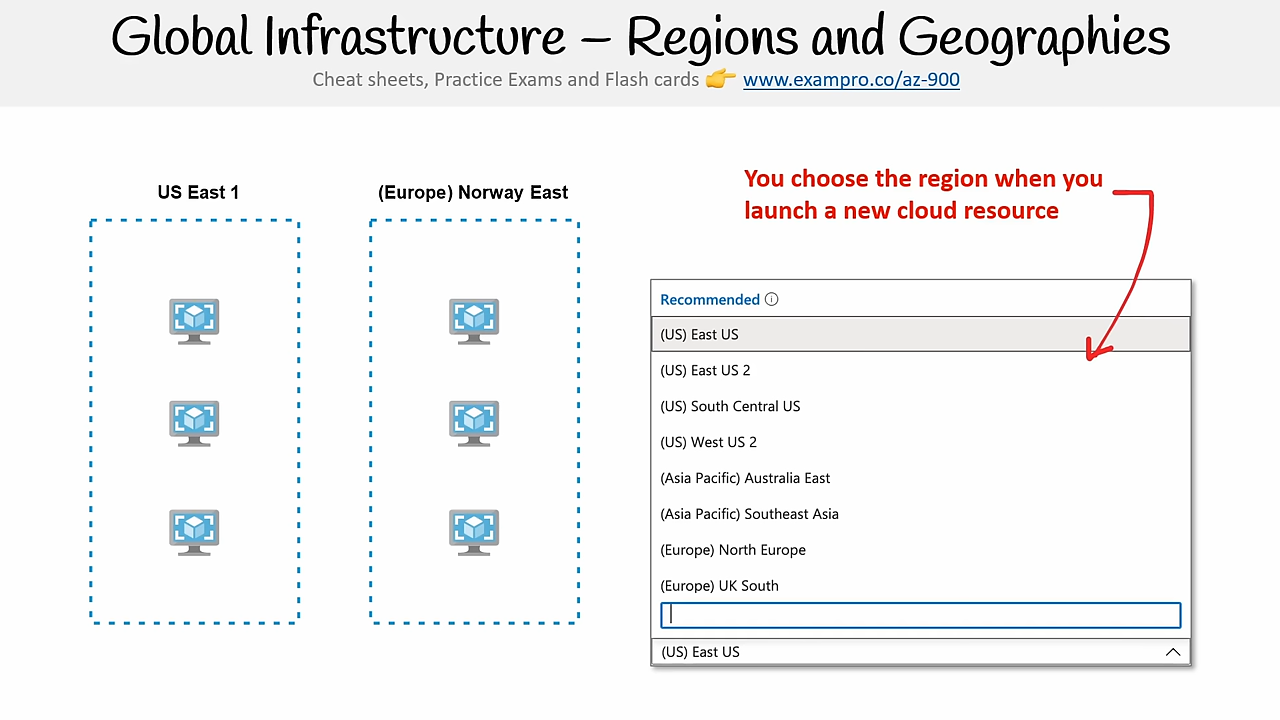 Global Infrastructure – Regions and Geographies
Cheat sheets, Practice Exams and Flash cards 👉 www.exampro.co/az-900
US East 1
(Europe) Norway East
You choose the region when you
launch a new cloud resource
Recommended
(US) East US
(US) East US 2
(US) South Central US
(US) West US 2
(Asia Pacific) Australia East
(Asia Pacific) Southeast Asia
(Europe) North Europe
(Europe) UK South
(US) East US